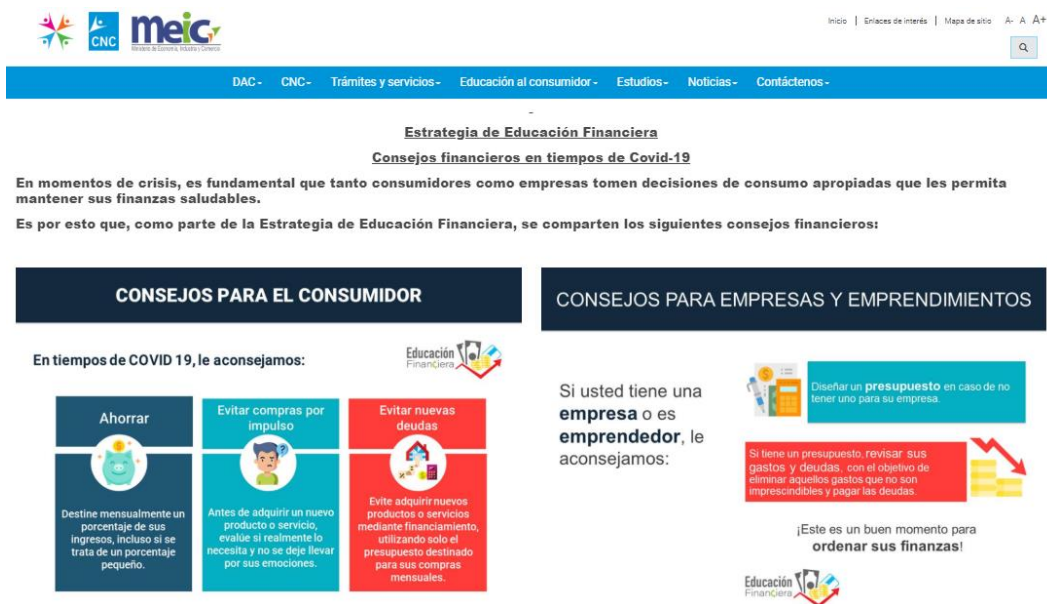 Inicio | Enlaces de interés | Mapa de sitio A- A A+
CNC
meic
Ministerio de Economía, Industria y Comercio
DAC CNC Trámites y servicios Educación al consumidor Estudios Noticias Contáctenos
Estrategia de Educación Financiera
Consejos financieros en tiempos de Covid-19
En momentos de crisis, es fundamental que tanto consumidores como empresas tomen decisiones de consumo apropiadas que les permita
mantener sus finanzas saludables.
Es por esto que, como parte de la Estrategia de Educación Financiera, se comparten los siguientes consejos financieros:
CONSEJOS PARA EL CONSUMIDOR
En tiempos de COVID 19, le aconsejamos:
Educación
Financiera
Ahorrar
Destine mensualmente un
porcentaje de sus
ingresos, incluso si se
trata de un porcentaje
pequeño.
Evitar compras por
impulso
Antes de adquirir un nuevo
producto o servicio,
evalúe si realmente lo
necesita y no se deje llevar
por sus emociones.
Evitar nuevas
deudas
Evite adquirir nuevos
productos o servicios
mediante financiamiento,
utilizando solo el
presupuesto destinado
para sus compras
mensuales.
CONSEJOS PARA EMPRESAS Y EMPRENDIMIENTOS
Si usted tiene una
empresa o es
emprendedor, le
aconsejamos:
Diseñar un presupuesto en caso de no
tener uno para su empresa.
Si tiene un presupuesto, revisar sus
gastos y deudas, con el objetivo de
eliminar aquellos gastos que no son
imprescindibles y pagar las deudas.
¡Este es un buen momento para
ordenar sus finanzas!
Educación
Financiera